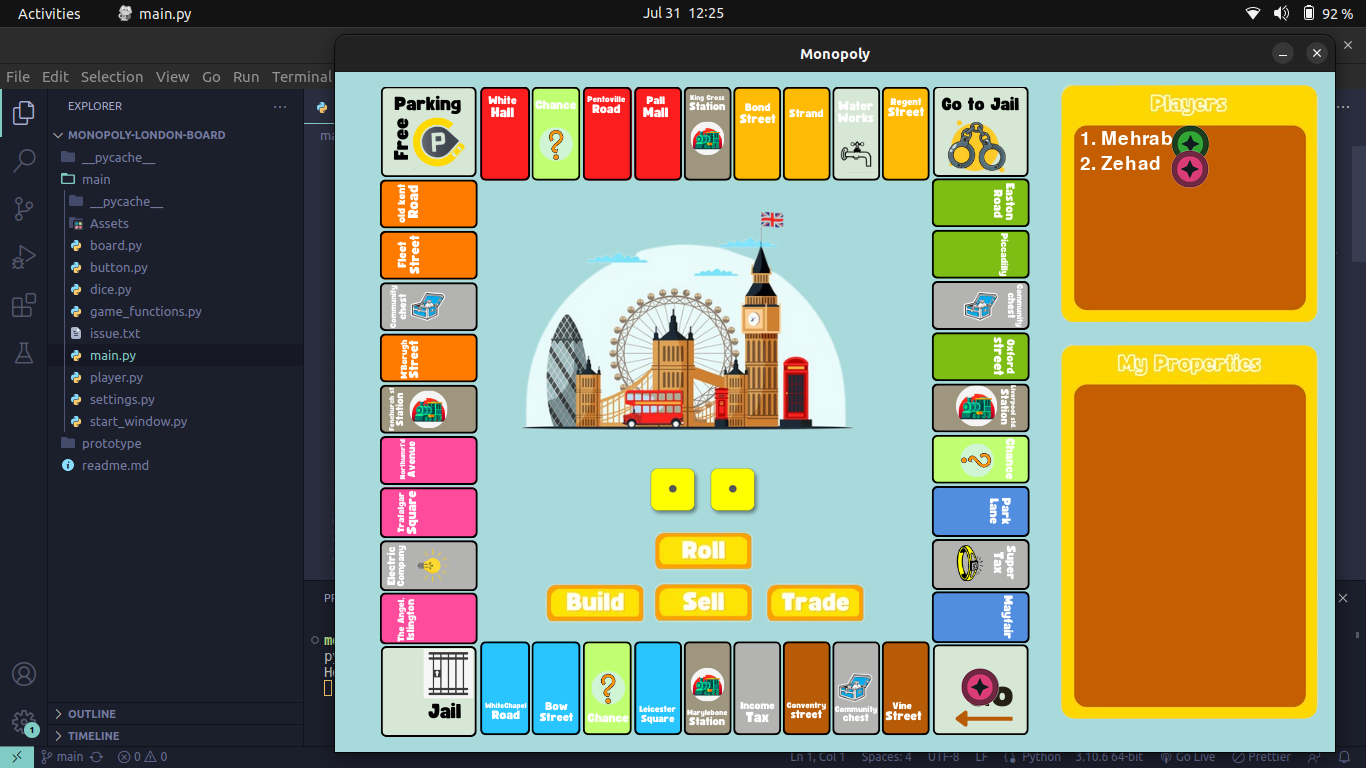 Activities
main.py
Jul 31 12:25
92 %
File Edit Selection View Go Run Terminal
Monopoly
EXPLORER
MONOPOLY-LONDON-BOARD
__pycache__
main
__pycache__
Assets
board.py
button.py
dice.py
game_functions.py
issue.txt
main.py
player.py
settings.py
start_window.py
prototype
readme.md
OUTLINE
TIMELINE
1
Parking
Free
P
White
Hall
Chance
?
Pentoville
Road
Pall
Mall
King Cross
Station
Bond
Street
Strand
Water
Works
Regent
Street
Go to Jail
old kent
Road
Fleet
Street
Community
chest
M'Borugh
Street
Fenchurch st
Station
Northumrl'd
Avenue
Trafalgar
Square
Electric
Company
The Angel,
Islington
Jail
Easton
Road
Piccadilly
Community
chest
Oxford
street
Liverpool std.
Station
Chance
?
Park
Lane
Super
Tax
Mayfair
Roll
Build
Sell
Trade
WhiteChapel
Road
Bow
Street
?
Chance
Leicester
Square
Marylebone
Station
Income
Tax
Conventry
street
Community
chest
Vine
Street
Players
1. Mehrab
2. Zehad
My Properties
main
0 0
Ln 1, Col 1
Spaces: 4
UTF-8
LF
Python
3.10.6 64-bit
Go Live
Prettier